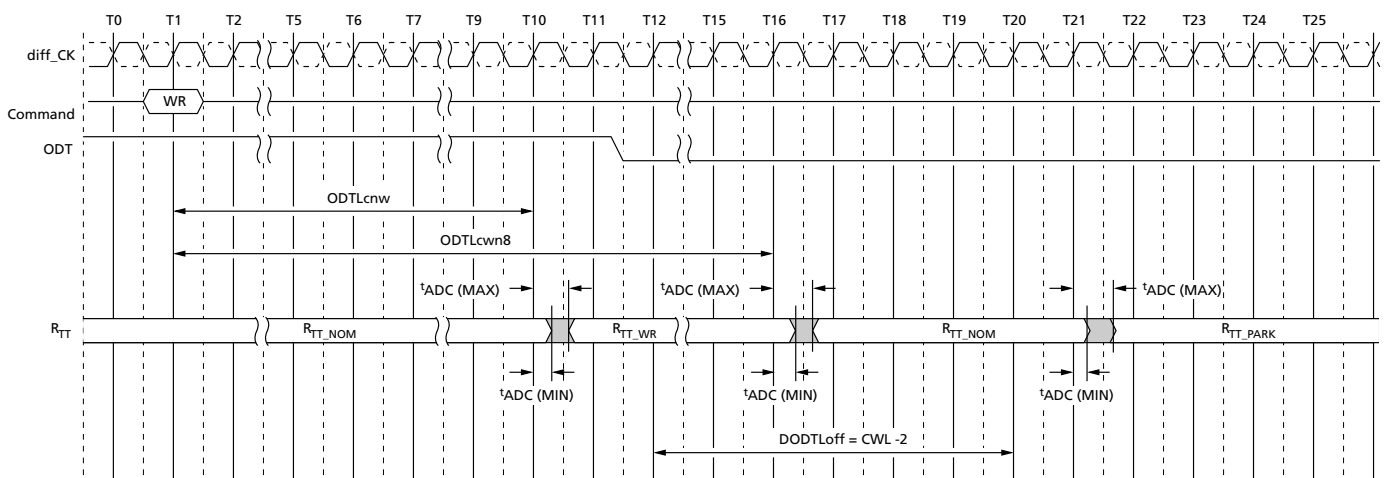 T0 T1 T2 T5 T6 T7 T9 T10 T11 T12 T15 T16 T17 T18 T19 T20 T21 T22 T23 T24 T25
diff_CK
WR
Command
ODT
ODTLcnw
ODTLcwn8
tADC (MAX) tADC (MAX) tADC (MAX)
RTT RTT_NOM RTT_WR RTT_NOM RTT_PARK
tADC (MIN) tADC (MIN) tADC (MIN)
DODTLoff = CWL -2